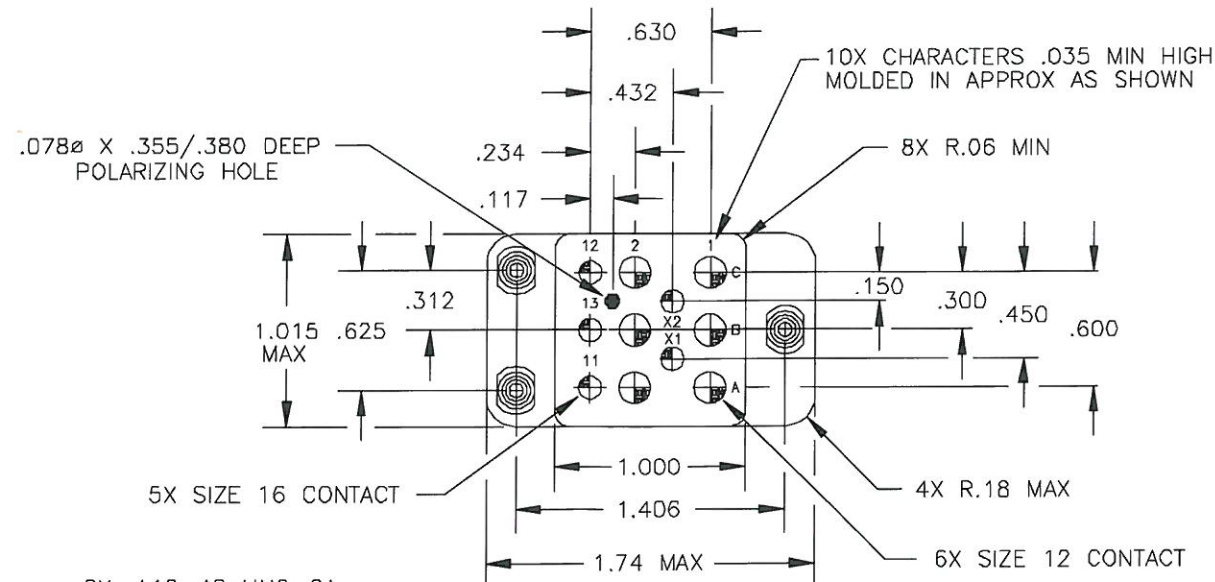 .630
10X CHARACTERS .035 MIN HIGH
MOLDED IN APPROX AS SHOWN
.432
.078ø X .355/.380 DEEP
POLARIZING HOLE
.234
8X R.06 MIN
.117
12 2 1
C
13
X2
B
X1
11
A
.312
1.015
MAX
.625
.150
.300
.450
.600
1.000
5X SIZE 16 CONTACT
4X R.18 MAX
1.406
1.74 MAX
6X SIZE 12 CONTACT